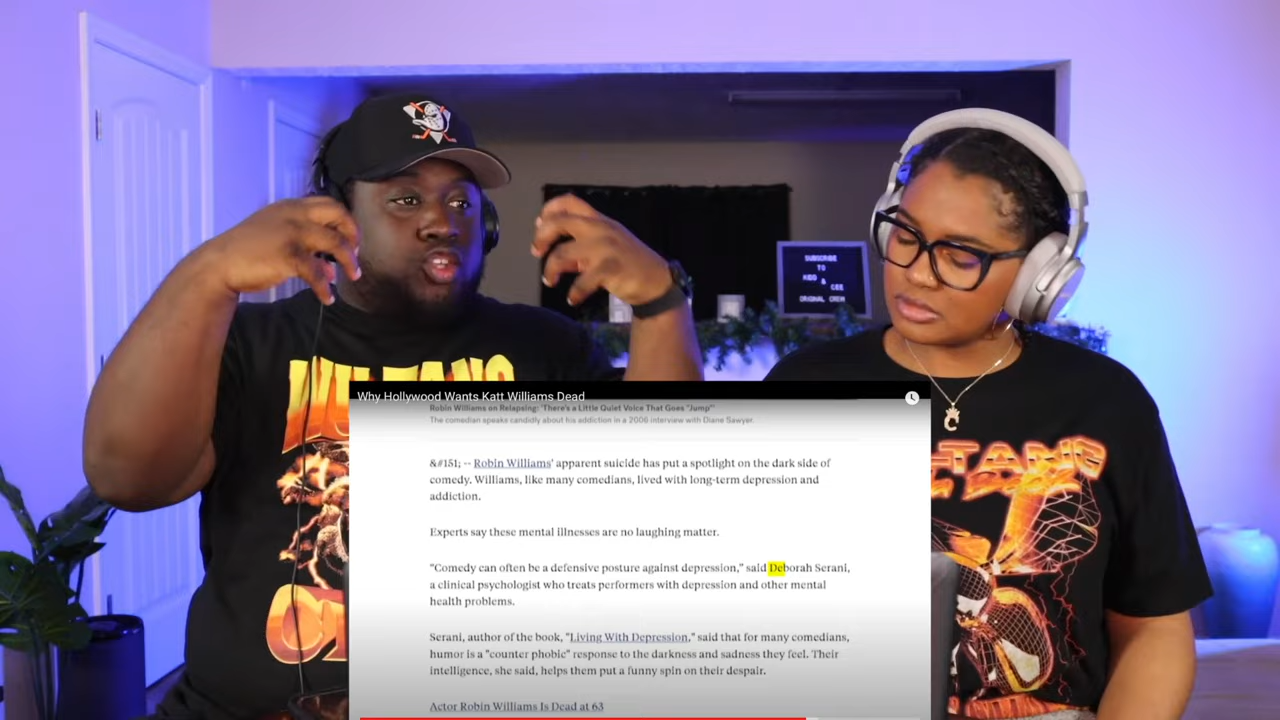 SUBSCRIBE
TO
KIDD
&
CEE
ORIGINAL CREW
WU-TANG
C
-TANG
Why Hollywood Wants Katt Williams Dead
Robin Williams on Relapsing: 'There's a Little Quiet Voice That Goes "Jump"'
The comedian speaks candidly about his addiction in a 2006 interview with Diane Sawyer.
&#151; -- Robin Williams' apparent suicide has put a spotlight on the dark side of
comedy. Williams, like many comedians, lived with long-term depression and
addiction.
Experts say these mental illnesses are no laughing matter.
"Comedy can often be a defensive posture against depression," said Deborah Serani,
a clinical psychologist who treats performers with depression and other mental
health problems.
Serani, author of the book, "Living With Depression," said that for many comedians,
humor is a "counter phobic" response to the darkness and sadness they feel. Their
intelligence, she said, helps them put a funny spin on their despair.
Actor Robin Williams Is Dead at 63